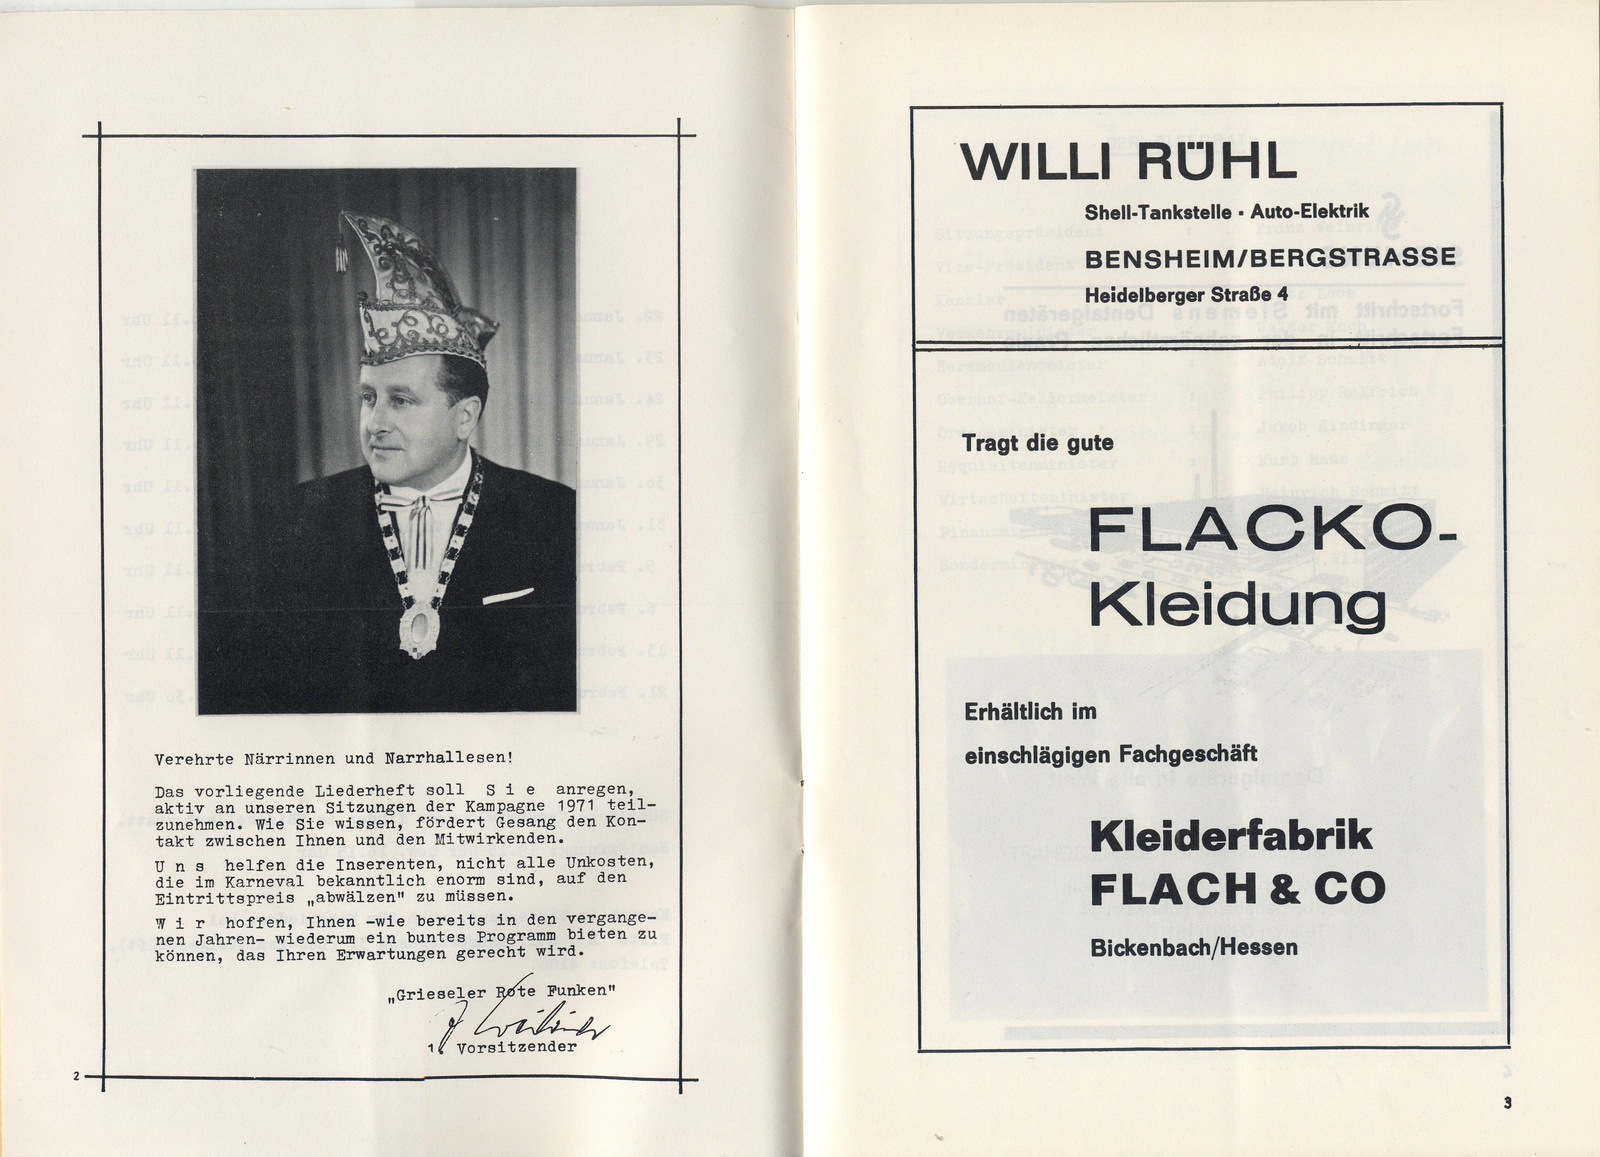 Verehrte Närrinnen und Narrhallesen!
Das vorliegende Liederheft soll S i e anregen,
aktiv an unseren Sitzungen der Kampagne 1971 teil-
zunehmen. Wie Sie wissen, fördert Gesang den Kon-
takt zwischen Ihnen und den Mitwirkenden.
U n s helfen die Inserenten, nicht alle Unkosten,
die im Karneval bekanntlich enorm sind, auf den
Eintrittspreis „abwälzen" zu müssen.
W i r hoffen, Ihnen -wie bereits in den vergange-
nen Jahren- wiederum ein buntes Programm bieten zu
können, das Ihren Erwartungen gerecht wird.
„Grieseler Rote Funken"
1. Vorsitzender
2
WILLI RÜHL
Shell-Tankstelle · Auto-Elektrik
BENSHEIM/BERGSTRASSE
Heidelberger Straße 4
Tragt die gute
FLACKO-
Kleidung
Erhältlich im
einschlägigen Fachgeschäft
Kleiderfabrik
FLACH & CO
Bickenbach/Hessen
3